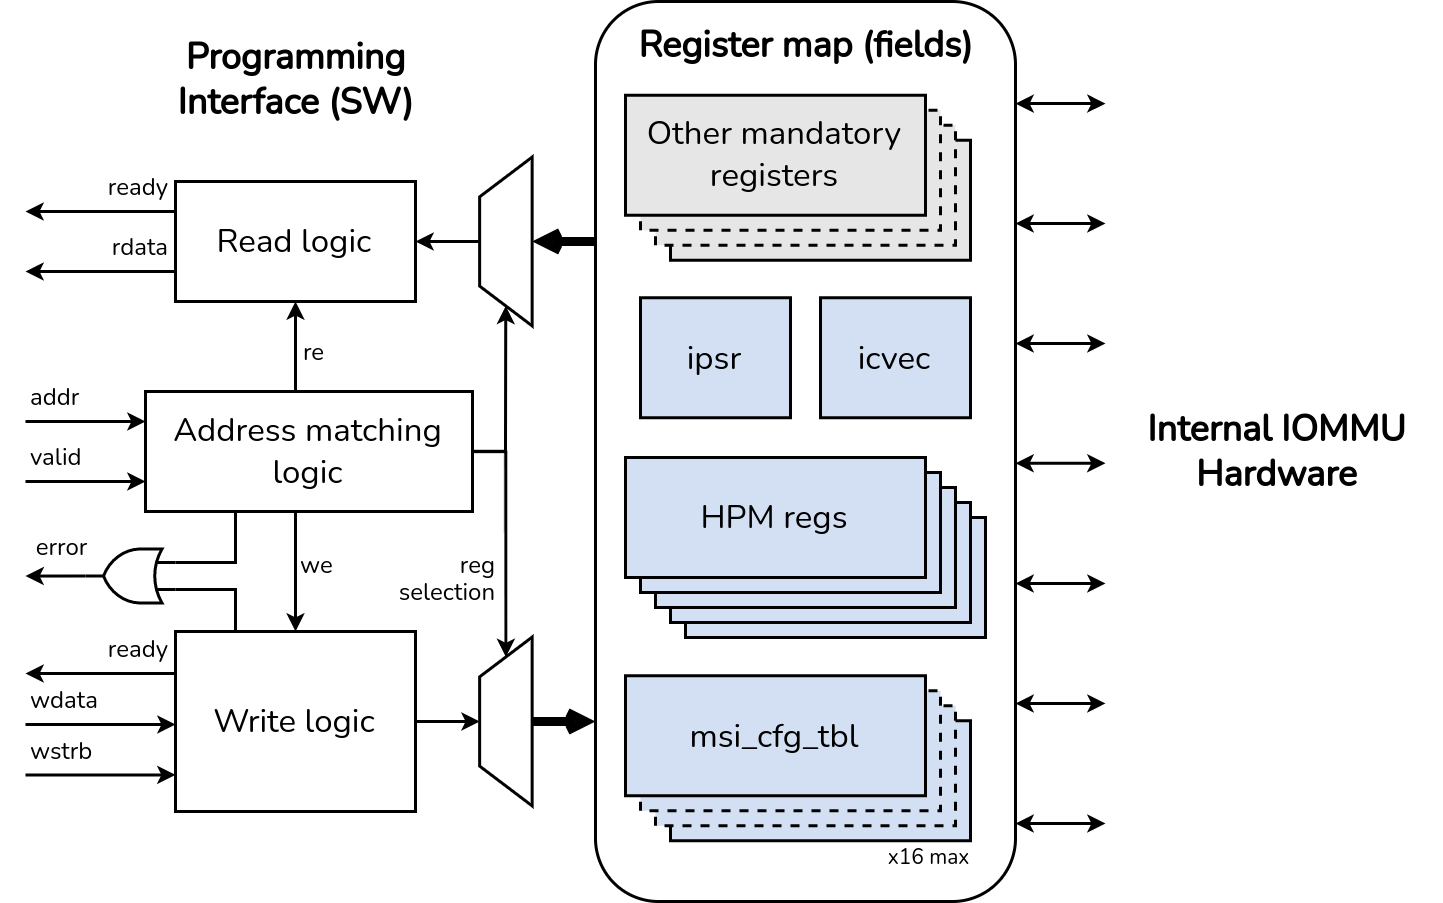 Programming
Interface (SW)
ready
rdata
Read logic
re
addr
valid
Address matching
logic
error
we
reg
selection
ready
wdata
wstrb
Write logic
Register map (fields)
Other mandatory
registers
ipsr
icvec
HPM regs
msi_cfg_tbl
x16 max
Internal IOMMU
Hardware